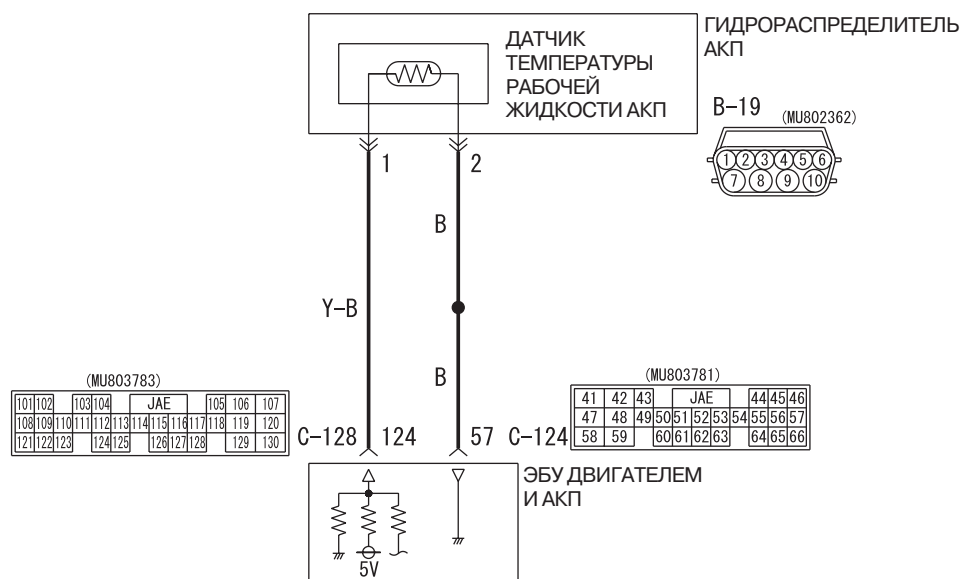 ГИДРОРАСПРЕДЕЛИТЕЛЬ
АКП
ДАТЧИК
ТЕМПЕРАТУРЫ
РАБОЧЕЙ
ЖИДКОСТИ АКП
B-19 (MU802362)
1 2 3 4 5 6
7 8 9 10
1 2
B
Y-B
B
(MU803783)
101 102 103 104 JAE 105 106 107
108 109 110 111 112 113 114 115 116 117 118 119 120
121 122 123 124 125 126 127 128 129 130
(MU803781)
41 42 43 JAE 44 45 46
47 48 49 50 51 52 53 54 55 56 57
58 59 60 61 62 63 64 65 66
C-128 124 57 C-124
ЭБУ ДВИГАТЕЛЕМ
И АКП
5V